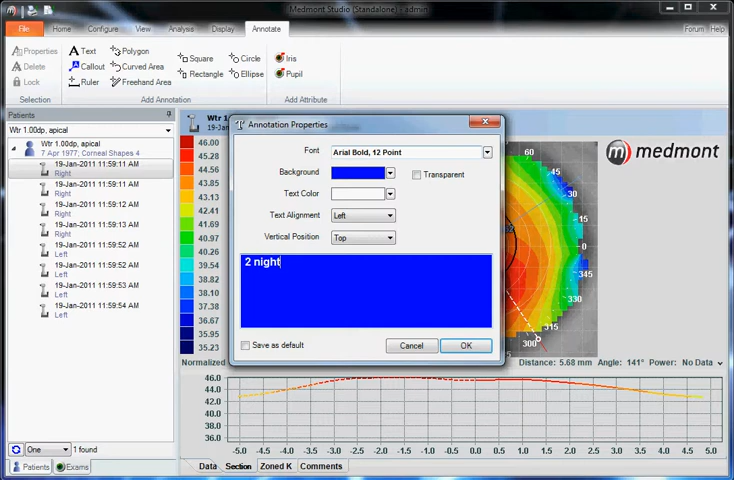 Medmont Studio (Standalone) - admin
File Home Configure View Analysis Display Annotate Forum Help
Properties Text Polygon Square Circle Iris
Delete Callout Curved Area Rectangle Ellipse Pupil
Lock Ruler Freehand Area
Selection Add Annotation Add Attribute
Patients
Wtr 1.00dp, apical
Wtr 1.00dp, apical
7 Apr 1977, Corneal Shapes 4
19-Jan-2011 11:59:11 AM
Right
19-Jan-2011 11:59:11 AM
Right
19-Jan-2011 11:59:12 AM
Right
19-Jan-2011 11:59:13 AM
Right
19-Jan-2011 11:59:52 AM
Left
19-Jan-2011 11:59:52 AM
Left
19-Jan-2011 11:59:53 AM
Left
19-Jan-2011 11:59:54 AM
Left
One 1 found
Patients Exams
Wtr 1
19-Jan
46.00
45.28
44.56
43.85
43.13
42.41
41.69
40.97
40.26
39.54
38.82
38.10
37.38
36.67
35.95
35.23
Normalized
Annotation Properties
Font Arial Bold, 12 Point
Background Transparent
Text Color
Text Alignment Left
Vertical Position Top
2 night
Save as default Cancel OK
60
45
30
15
0
345
330
315
300
medmont
Distance: 5.68 mm Angle: 141° Power: No Data
46.0
44.0
42.0
40.0
38.0
36.0
-5.0 -4.5 -4.0 -3.5 -3.0 -2.5 -2.0 -1.5 -1.0 -0.5 0.0 0.5 1.0 1.5 2.0 2.5 3.0 3.5 4.0 4.5 5.0
Data Section Zoned K Comments